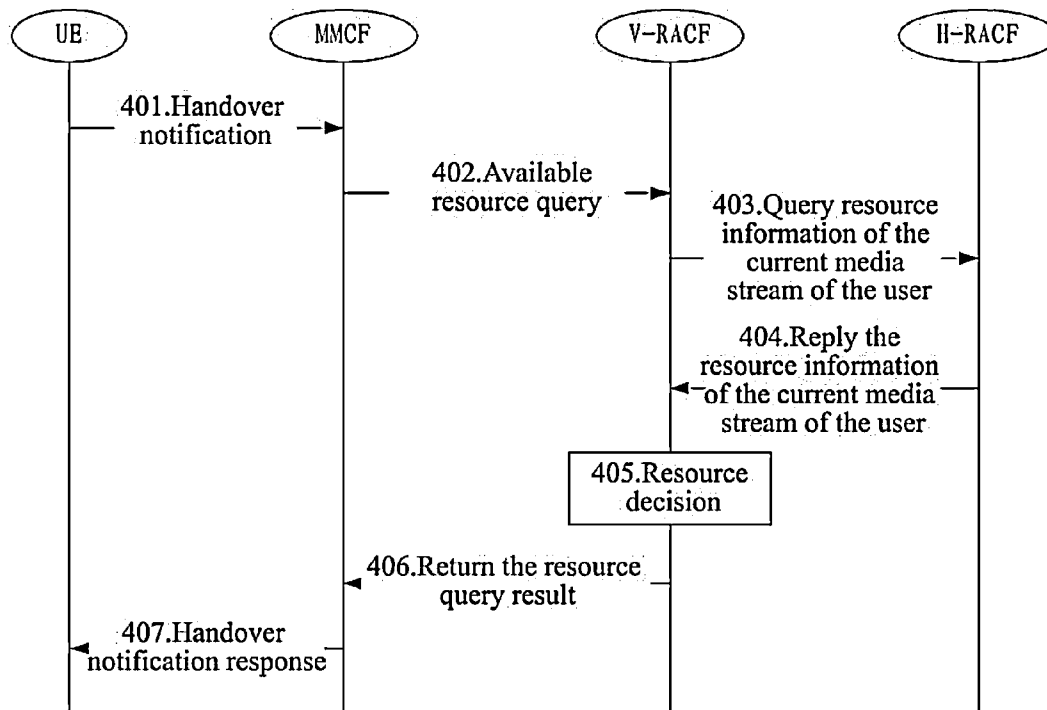 UE
MMCF
V-RACF
H-RACF
401.Handover
notification
402.Available
resource query
403.Query resource
information of the
current media
stream of the user
404.Reply the
resource information
of the current media
stream of the user
405.Resource
decision
406.Return the resource
query result
407.Handover
notification response